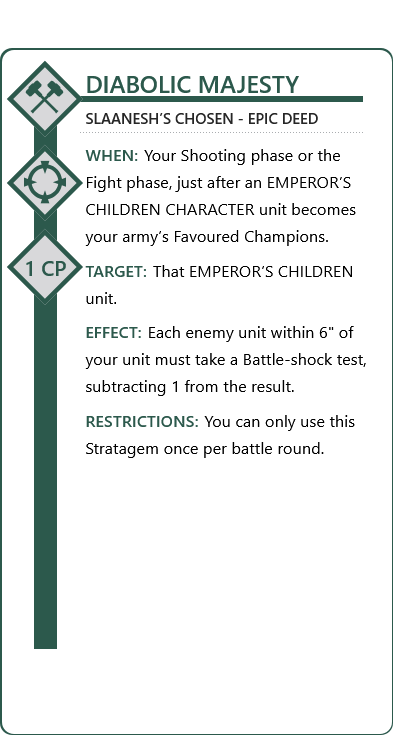 DIABOLIC MAJESTY
SLAANESH’S CHOSEN - EPIC DEED
WHEN: Your Shooting phase or the
Fight phase, just after an EMPEROR’S
CHILDREN CHARACTER unit becomes
your army’s Favoured Champions.
1 CP
TARGET: That EMPEROR’S CHILDREN
unit.
EFFECT: Each enemy unit within 6" of
your unit must take a Battle-shock test,
subtracting 1 from the result.
RESTRICTIONS: You can only use this
Stratagem once per battle round.